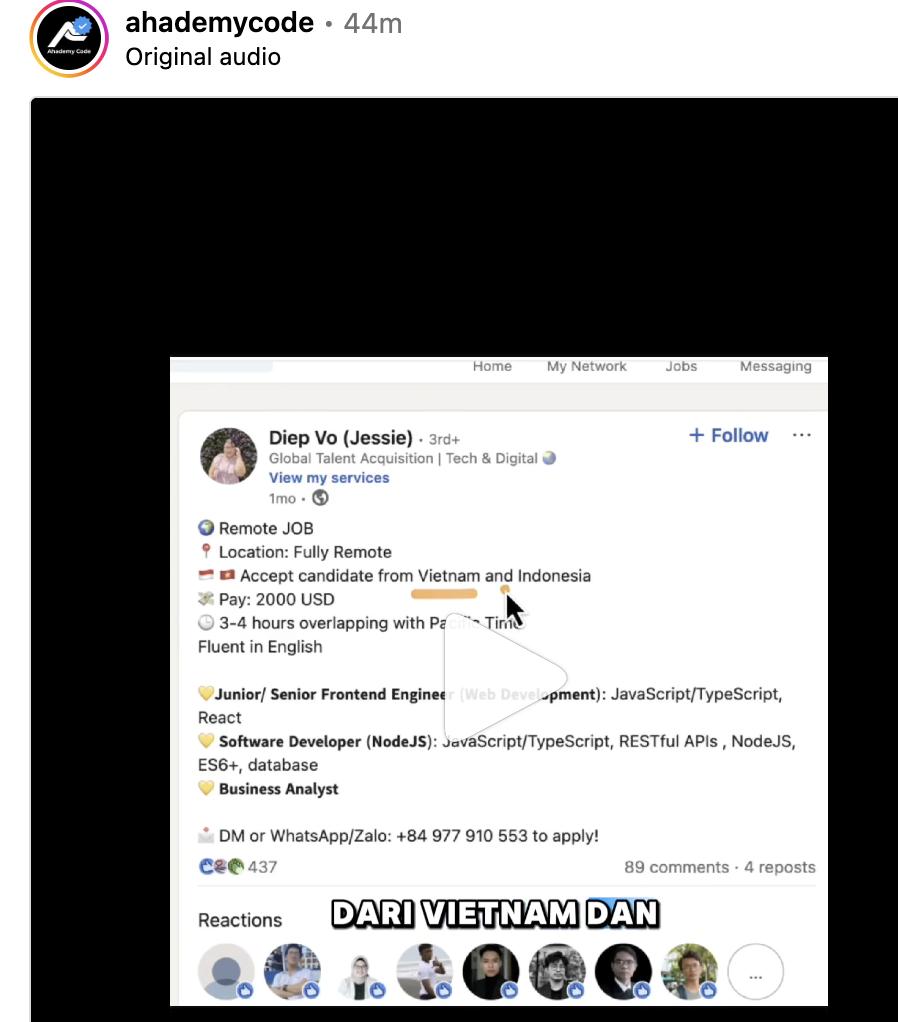 ahademycode • 44m
Original audio
Ahademy Code
Home My Network Jobs Messaging
Diep Vo (Jessie) • 3rd+
+ Follow ...
Global Talent Acquisition | Tech & Digital 🌏
View my services
1mo •
🌍 Remote JOB
📍 Location: Fully Remote
🇮🇩 🇻🇳 Accept candidate from Vietnam and Indonesia
💸 Pay: 2000 USD
🕒 3-4 hours overlapping with Pacific Time
Fluent in English
💛Junior/ Senior Frontend Engineer (Web Development): JavaScript/TypeScript,
React
💛 Software Developer (NodeJS): JavaScript/TypeScript, RESTful APIs , NodeJS,
ES6+, database
💛 Business Analyst
📩 DM or WhatsApp/Zalo: +84 977 910 553 to apply!
437
89 comments · 4 reposts
Reactions
DARI VIETNAM DAN
...